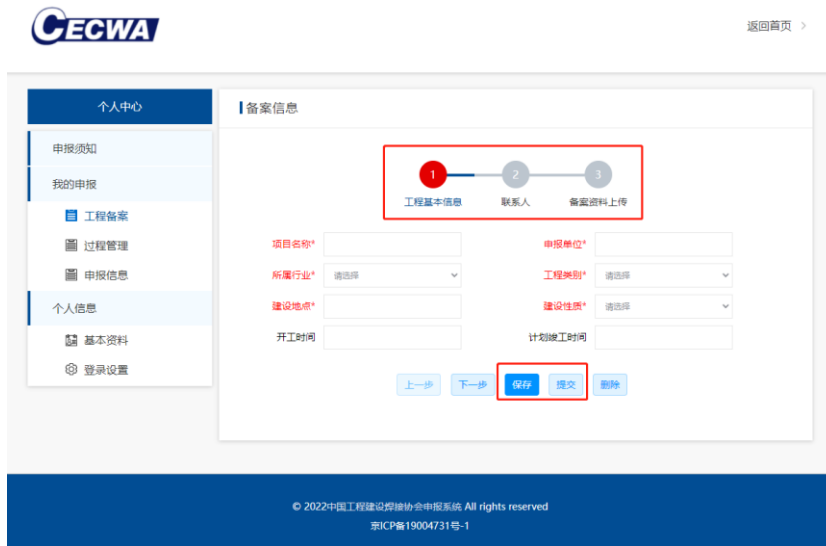 CECWA
返回首页 >
个人中心
备案信息
申报须知
我的申报
工程备案
过程管理
申报信息
个人信息
基本资料
登录设置
1 2 3
工程基本信息 联系人 备案资料上传
项目名称* 申报单位*
所属行业* 请选择 工程类别* 请选择
建设地点* 建设性质* 请选择
开工时间 计划竣工时间
上一步 下一步 保存 提交 删除
© 2022中国工程建设焊接协会申报系统 All rights reserved
京ICP备19004731号-1